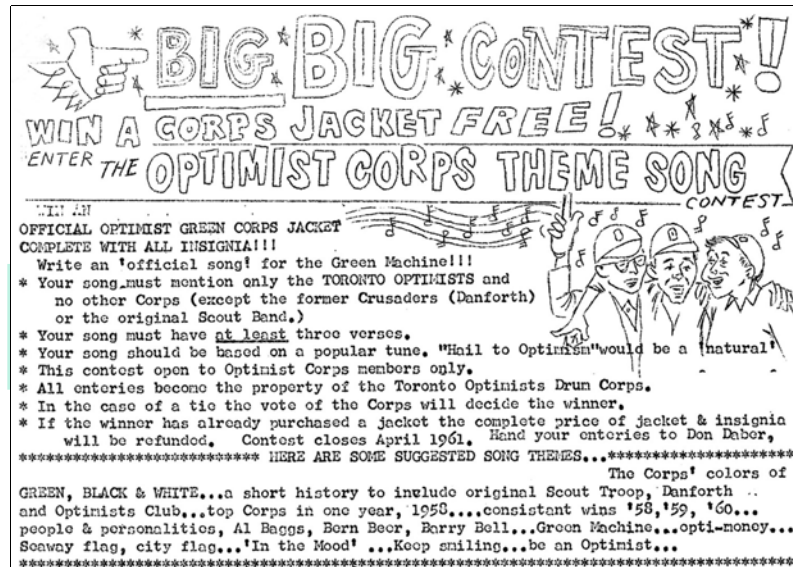 BIG BIG CONTEST!
WIN A CORPS JACKET FREE!
ENTER THE OPTIMIST CORPS THEME SONG
CONTEST
WIN AN
OFFICIAL OPTIMIST GREEN CORPS JACKET
COMPLETE WITH ALL INSIGNIA!!!
Write an 'official song' for the Green Machine!!!
* Your song must mention only the TORONTO OPTIMISTS and
no other Corps (except the former Crusaders (Danforth)
or the original Scout Band.)
* Your song must have at least three verses.
* Your song should be based on a popular tune. "Hail to Optimism"would be a 'natural'
* This contest open to Optimist Corps members only.
* All enteries become the property of the Toronto Optimists Drum Corps.
* In the case of a tie the vote of the Corps will decide the winner.
* If the winner has already purchased a jacket the complete price of jacket & insignia
will be refunded. Contest closes April 1961. Hand your enteries to Don Daber,
*************************** HERE ARE SOME SUGGESTED SONG THEMES...*********************
The Corps' colors of
GREEN, BLACK & WHITE...a short history to include original Scout Troop, Danforth
and Optimists Club...top Corps in one year, 1958....consistant wins '58,'59, '60...
people & personalities, Al Baggs, Bern Beer, Barry Bell...Green Machine...opti-money...
Seaway flag, city flag...'In the Mood' ...Keep smiling...be an Optimist...